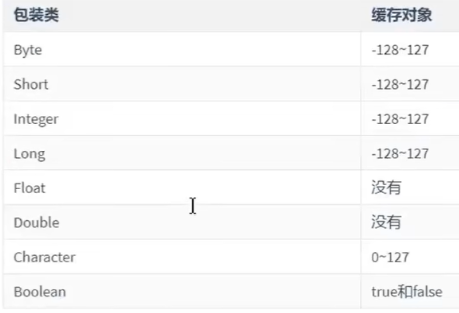 包装类 缓存对象
Byte -128~127
Short -128~127
Integer -128~127
Long -128~127
Float 没有
Double 没有
Character 0~127
Boolean true和false